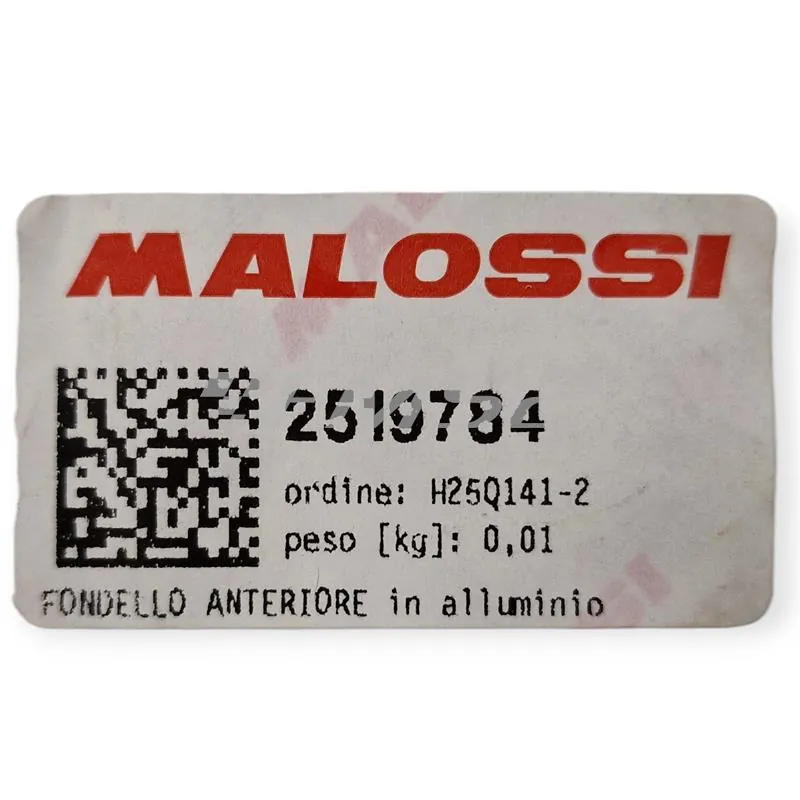 MALOSSI
2519784
ordine: H25Q141-2
peso [kg]: 0,01
FONDELLO ANTERIORE in alluminio